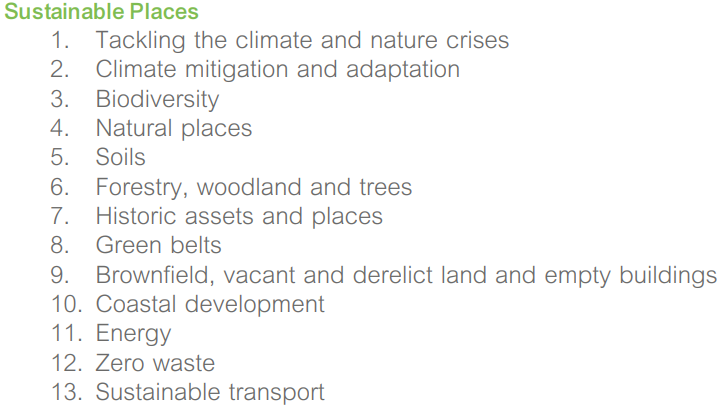 Sustainable Places
1. Tackling the climate and nature crises
2. Climate mitigation and adaptation
3. Biodiversity
4. Natural places
5. Soils
6. Forestry, woodland and trees
7. Historic assets and places
8. Green belts
9. Brownfield, vacant and derelict land and empty buildings
10. Coastal development
11. Energy
12. Zero waste
13. Sustainable transport